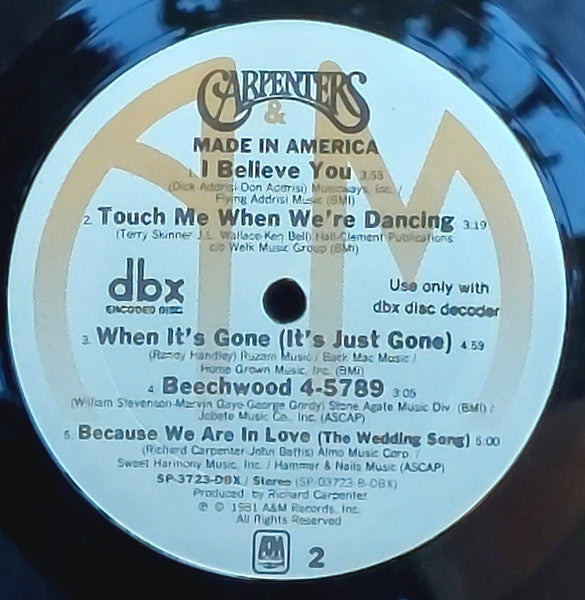 CARPENTERS
&
MADE IN AMERICA
1. I Believe You 3:55
(Dick Addrisi-Don Addrisi) Musicways, Inc. /
Flying Addrisi Music (BMI)
2. Touch Me When We're Dancing 3:19
(Terry Skinner-J.L. Wallace-Ken Bell) Hall-Clement Publications
c/o Welk Music Group (BMI)
dbx
ENCODED DISC
Use only with
dbx disc decoder
3. When It's Gone (It's Just Gone) 4:59
(Randy Handley) Ruzam Music / Back Mac Music /
Home Grown Music, Inc. (BMI)
4. Beechwood 4-5789 3:05
(William Stevenson-Marvin Gaye-George Gordy) Stone Agate Music Div. (BMI) /
Jobete Music Co., Inc. (ASCAP)
5. Because We Are In Love (The Wedding Song) 5:00
(Richard Carpenter-John Bettis) Almo Music Corp. /
Sweet Harmony Music, Inc. / Hammer & Nails Music (ASCAP)
SP-3723-DBX / Stereo (SP-03723-B-DBX)
Produced by Richard Carpenter
℗ © 1981 A&M Records, Inc.
All Rights Reserved
A&M 2